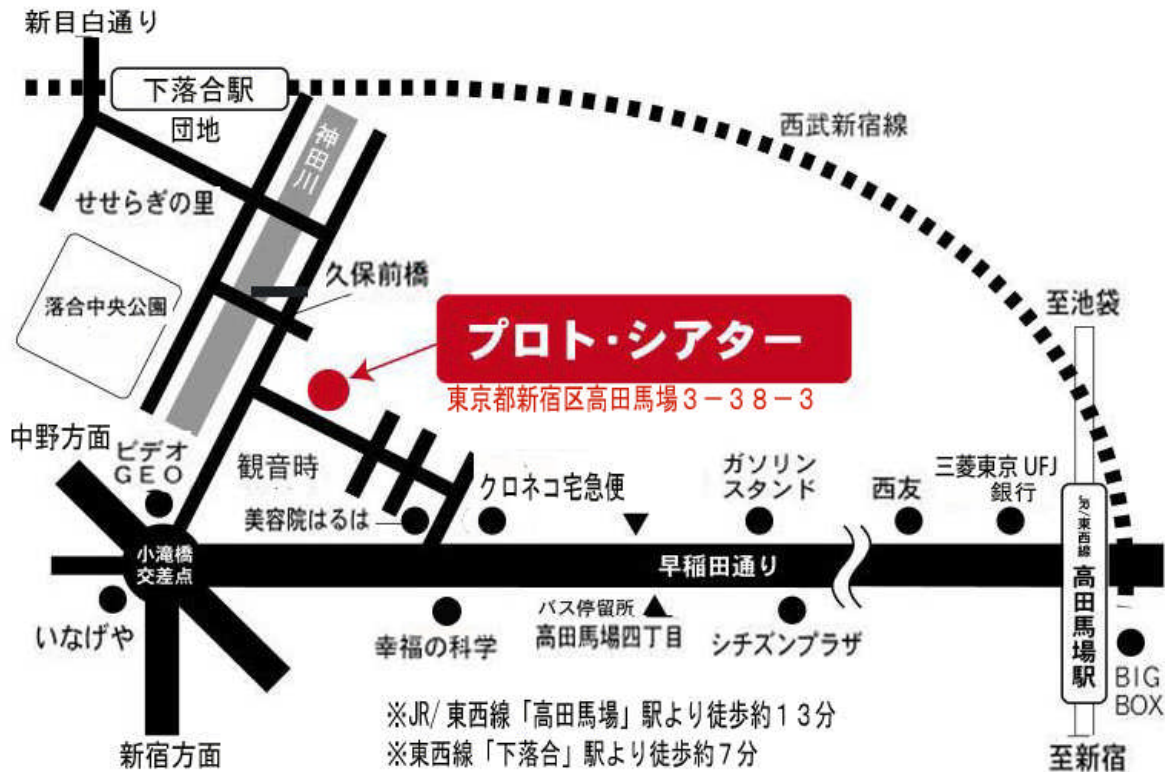 新目白通り
下落合駅
団地
神田川
西武新宿線
せせらぎの里
落合中央公園
久保前橋
至池袋
プロト・シアター
東京都新宿区高田馬場3-38-3
中野方面
ビデオ
GEO
観音時
クロネコ宅急便
ガソリン
スタンド
西友
三菱東京UFJ
銀行
美容院はるは
小滝橋
交差点
早稲田通り
JR/東西線
高田馬場駅
いなげや
幸福の科学
バス停留所
高田馬場四丁目
シチズンプラザ
BIG
BOX
※JR/東西線「高田馬場」駅より徒歩約13分
※東西線「下落合」駅より徒歩約7分
新宿方面
至新宿